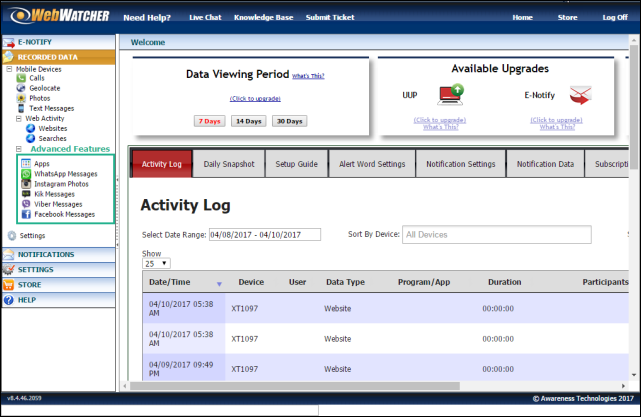 WebWatcher
Need Help? Live Chat Knowledge Base Submit Ticket Home Store Log Off
E-NOTIFY
RECORDED DATA
Mobile Devices
Calls
Geolocate
Photos
Text Messages
Web Activity
Websites
Searches
Advanced Features
Apps
WhatsApp Messages
Instagram Photos
Kik Messages
Viber Messages
Facebook Messages
Settings
NOTIFICATIONS
SETTINGS
STORE
HELP
Welcome
Data Viewing Period What's This?
(Click to upgrade)
7 Days 14 Days 30 Days
Available Upgrades
UUP E-Notify
(Click to upgrade) (Click to upgrade)
What's This? What's This?
Activity Log Daily Snapshot Setup Guide Alert Word Settings Notification Settings Notification Data Subscripti
Activity Log
Select Date Range: 04/08/2017 - 04/10/2017 Sort By Device: All Devices S
Show
25
Date/Time Device User Data Type Program/App Duration Participants
04/10/2017 05:38 AM XT1097 Website 00:00:00
04/10/2017 05:38 AM XT1097 Website 00:00:00
04/09/2017 09:49 PM XT1097 Website 00:00:00
v8.4.46.2059 © Awareness Technologies 2017